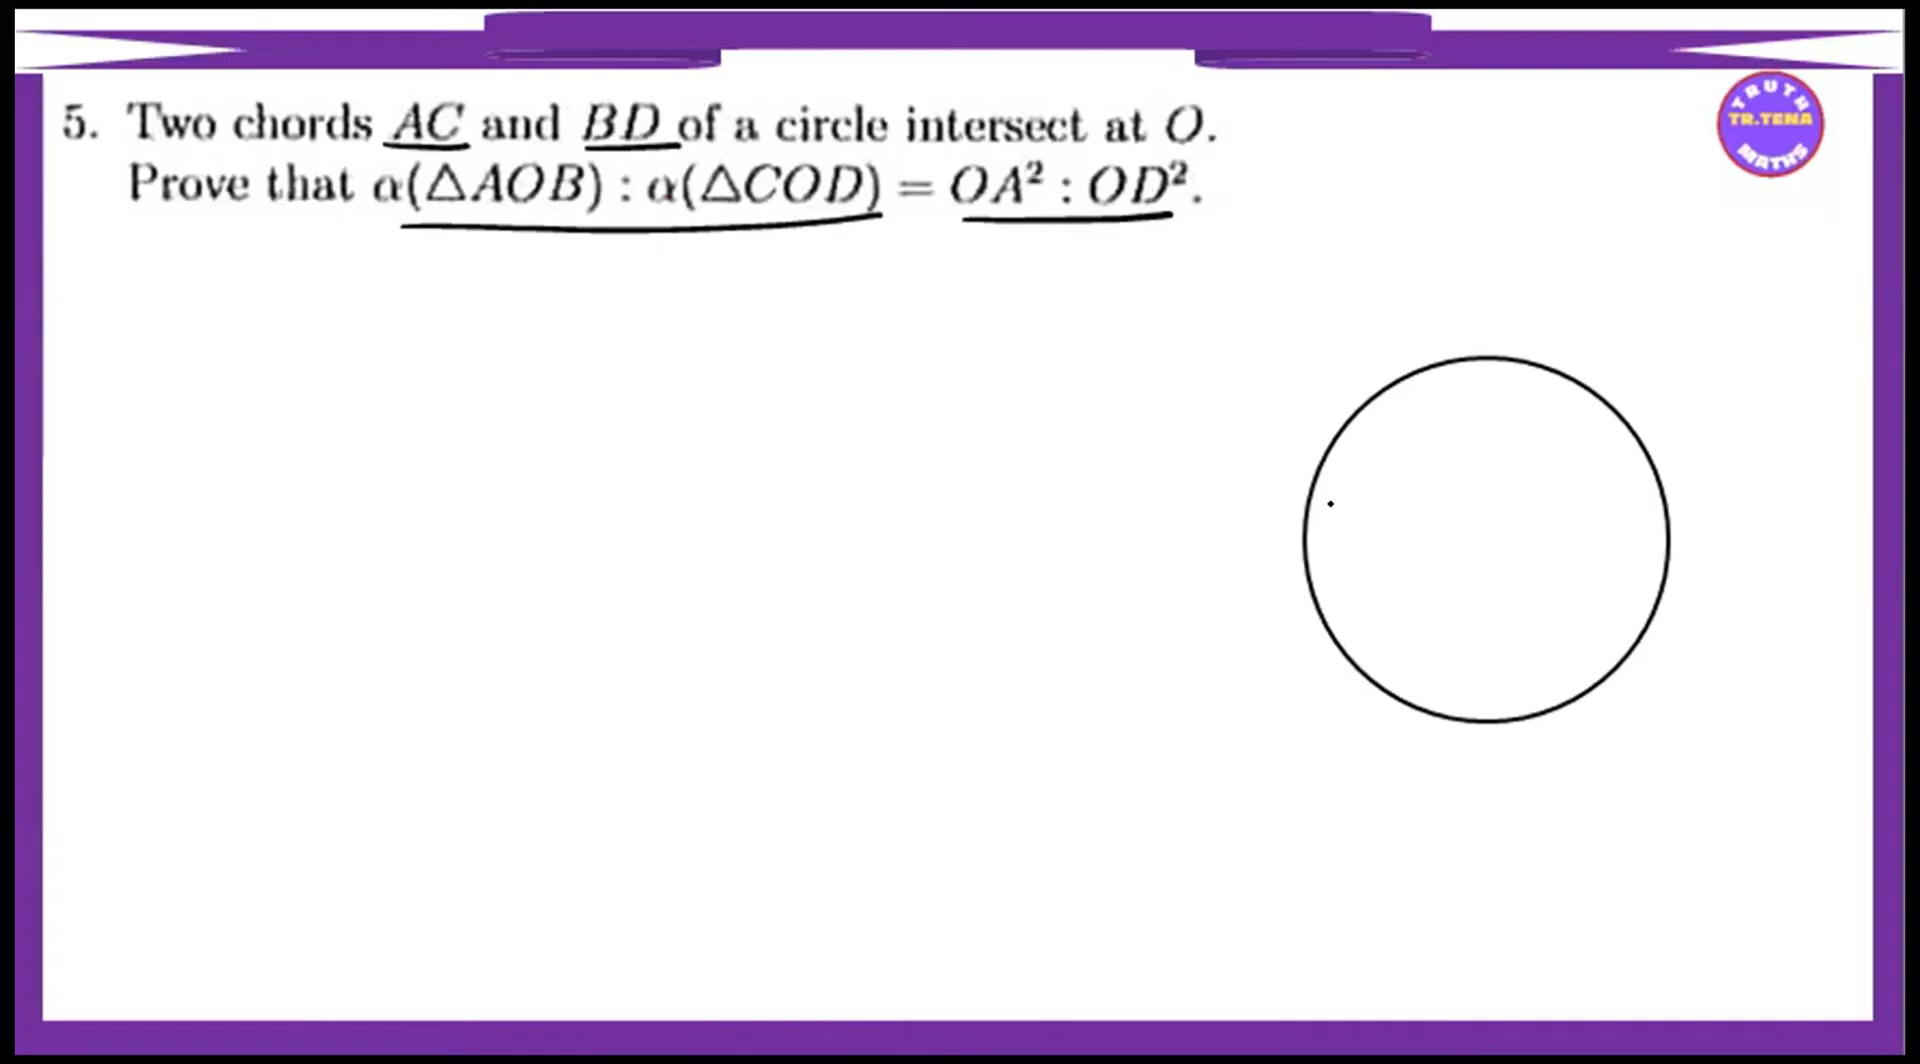 5. Two chords AC and BD of a circle intersect at O.
Prove that α(△AOB) : α(△COD) = OA² : OD².
TRUTH
TR.TENA
MATHS